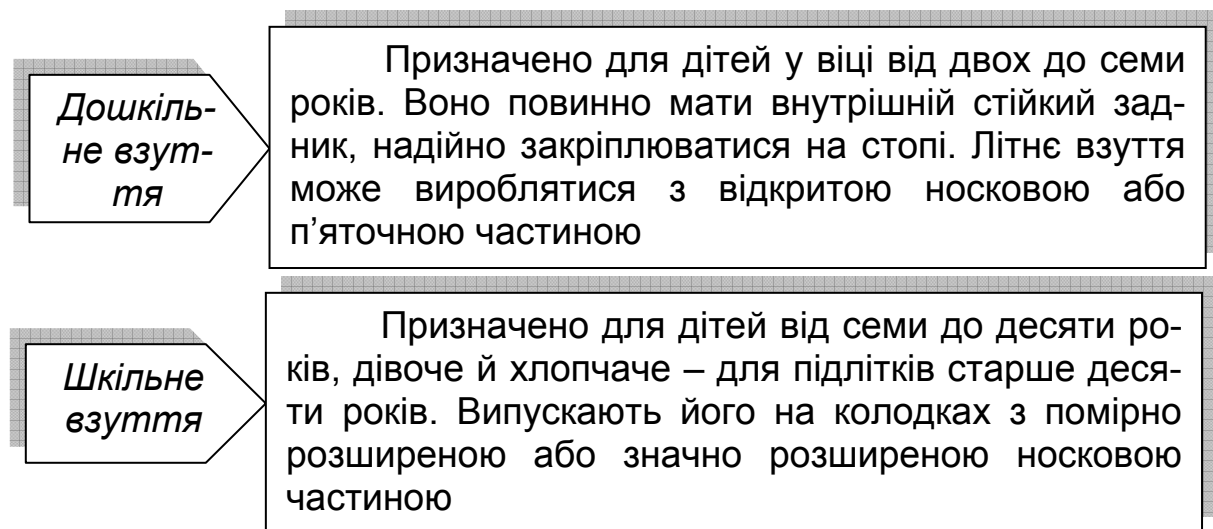 Дошкіль-
не взут-
тя
Призначено для дітей у віці від двох до семи
років. Воно повинно мати внутрішній стійкий зад-
ник, надійно закріплюватися на стопі. Літнє взуття
може вироблятися з відкритою носковою або
п’яточною частиною
Шкільне
взуття
Призначено для дітей від семи до десяти ро-
ків, дівоче й хлопчаче – для підлітків старше деся-
ти років. Випускають його на колодках з помірно
розширеною або значно розширеною носковою
частиною